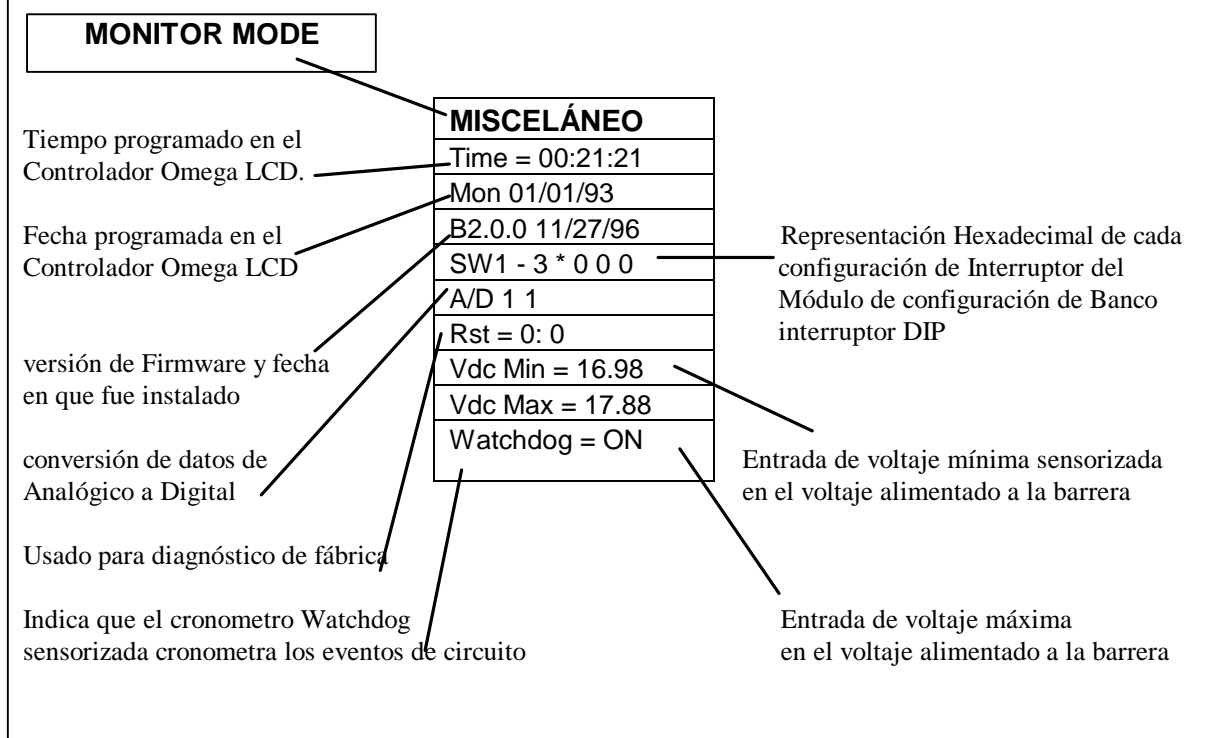 MONITOR MODE
MISCELÁNEO
Time = 00:21:21
Mon 01/01/93
B2.0.0 11/27/96
SW1 - 3 * 0 0 0
A/D 1 1
Rst = 0: 0
Vdc Min = 16.98
Vdc Max = 17.88
Watchdog = ON
Tiempo programado en el
Controlador Omega LCD.
Fecha programada en el
Controlador Omega LCD
versión de Firmware y fecha
en que fue instalado
conversión de datos de
Analógico a Digital
Usado para diagnóstico de fábrica
Indica que el cronometro Watchdog
sensorizada cronometra los eventos de circuito
Representación Hexadecimal de cada
configuración de Interruptor del
Módulo de configuración de Banco
interruptor DIP
Entrada de voltaje mínima sensorizada
en el voltaje alimentado a la barrera
Entrada de voltaje máxima
en el voltaje alimentado a la barrera